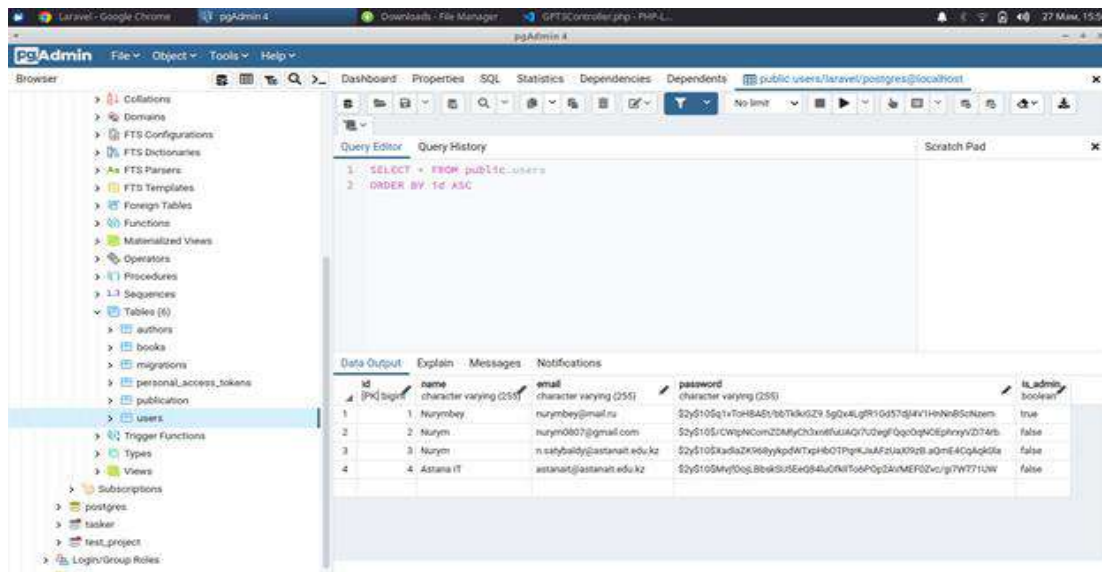 Laravel - Google Chrome
pgAdmin 4
Downloads - File Manager
GPT3Controller.php - PHP-L...
27 Мам, 15:5
pgAdmin 4
pgAdmin File Object Tools Help
Browser
Dashboard Properties SQL Statistics Dependencies Dependents public.users/laravel/postgres@localhost
No limit
Query Editor Query History
Scratch Pad
1 SELECT * FROM public.users
2 ORDER BY id ASC
Collations
Domains
FTS Configurations
FTS Dictionaries
Aa FTS Parsers
FTS Templates
Foreign Tables
Functions
Materialized Views
Operators
Procedures
1..3 Sequences
Tables (6)
authors
books
migrations
personal_access_tokens
publication
users
Trigger Functions
Types
Views
Subscriptions
postgres
tasker
test_project
Login/Group Roles
Data Output Explain Messages Notifications
id name email password is_admin
[PK] bigint character varying (255) character varying (255) character varying (255) boolean
1 1 Nurymbey nurymbey@mail.ru true
2 2 Nurym nurym0807@gmail.com false
3 3 Nurym n.satybaldy@astanait.edu.kz false
4 4 Astana IT astanait@astanait.edu.kz false